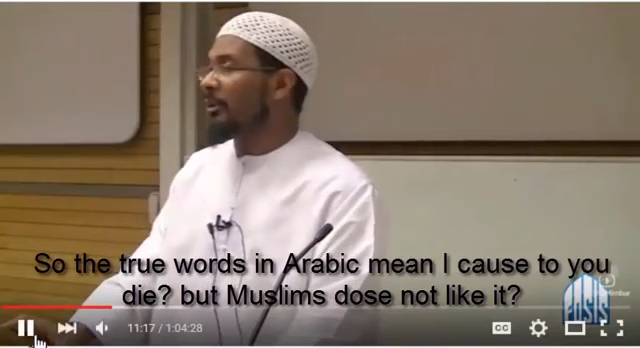 So the true words in Arabic mean I cause to you
die? but Muslims dose not like it?
11:17 / 1:04:28
CC